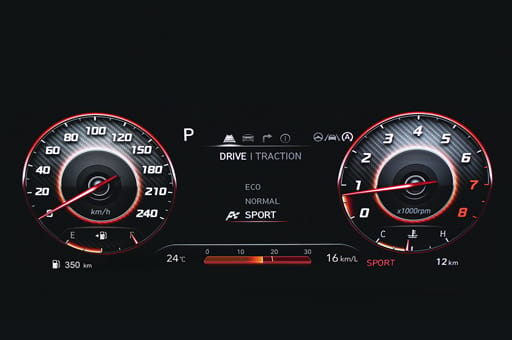 P
DRIVE | TRACTION
ECO
NORMAL
SPORT
0 20 40 60 80 100 120 150 180 210 240
km/h
E F
350 km
24°C
0 10 20 30
16 km/L
0 1 2 3 4 5 6 7 8
x1000rpm
C H
SPORT
12 km
A